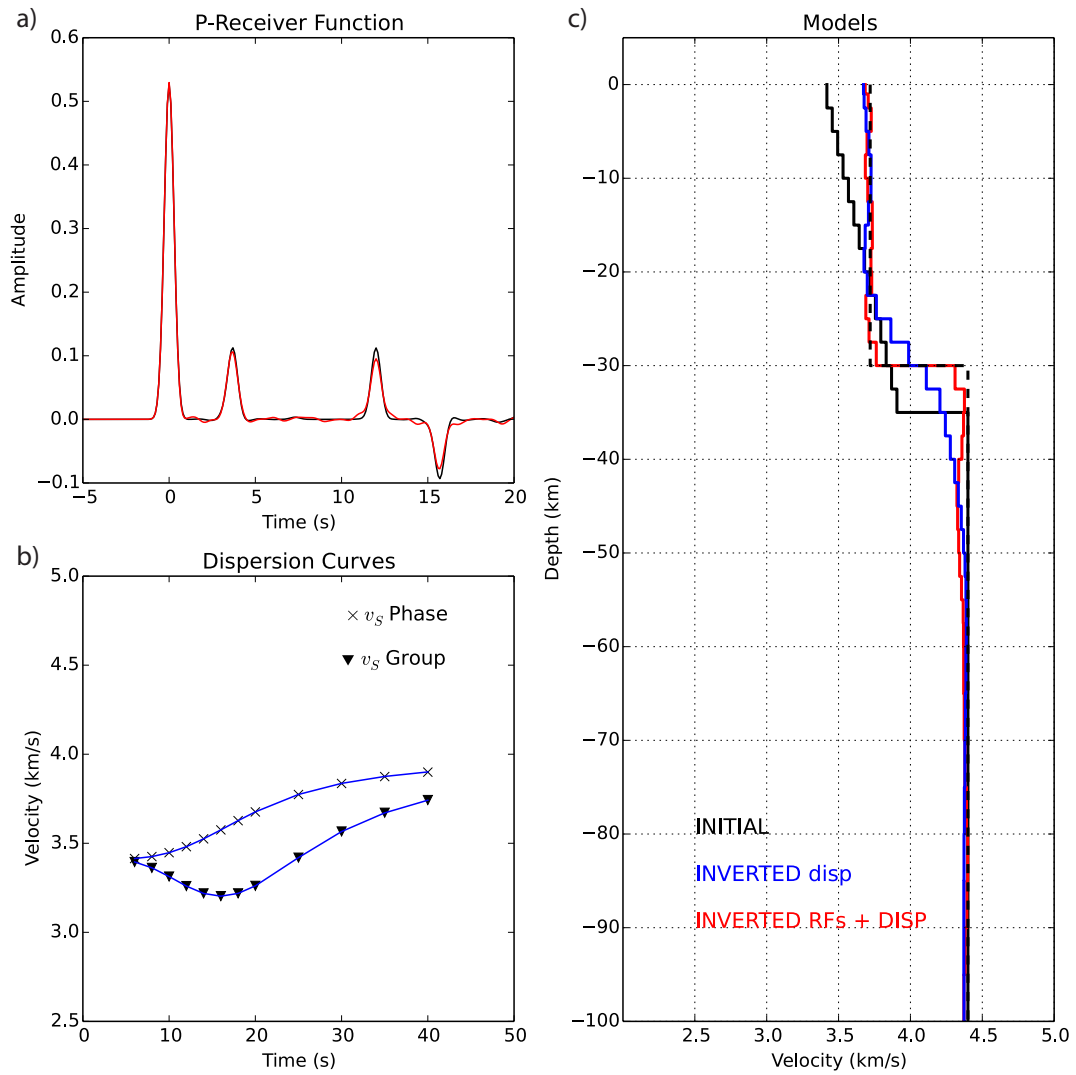 a)
P-Receiver Function
0.6
0.5
0.4
0.3
0.2
0.1
0.0
−0.1
Amplitude
−5
0
5
10
15
20
Time (s)
b)
Dispersion Curves
5.0
4.5
4.0
3.5
3.0
2.5
Velocity (km/s)
× vS Phase
▼ vS Group
0
10
20
30
40
50
Time (s)
c)
Models
0
−10
−20
−30
−40
−50
−60
−70
−80
−90
−100
Depth (km)
INITIAL
INVERTED disp
INVERTED RFs + DISP
2.5
3.0
3.5
4.0
4.5
5.0
Velocity (km/s)